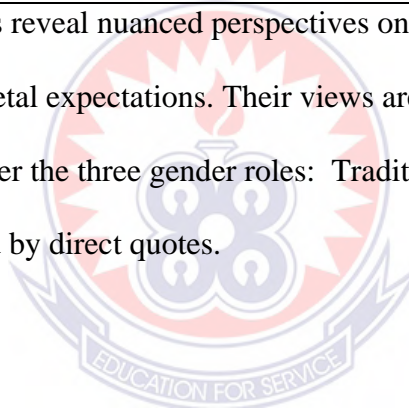 s reveal nuanced perspectives on
etal expectations. Their views are
er the three gender roles: Tradit
by direct quotes.
EDUCATION FOR SERVICE